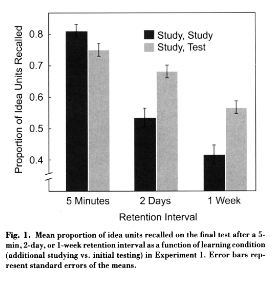 Proportion of Idea Units Recalled
0.8
0.7
0.6
0.5
0.4
Study, Study
Study, Test
5 Minutes 2 Days 1 Week
Retention Interval
Fig. 1. Mean proportion of idea units recalled on the final test after a 5-
min, 2-day, or 1-week retention interval as a function of learning condition
(additional studying vs. initial testing) in Experiment 1. Error bars rep-
resent standard errors of the means.